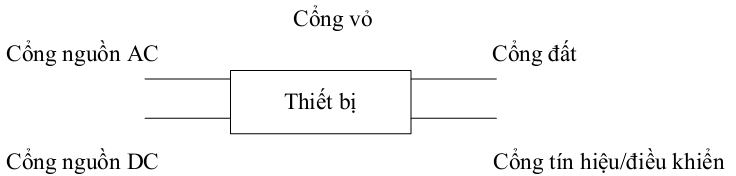 Cổng vỏ
Cổng nguồn AC
Cổng đất
Thiết bị
Cổng nguồn DC
Cổng tín hiệu/điều khiển